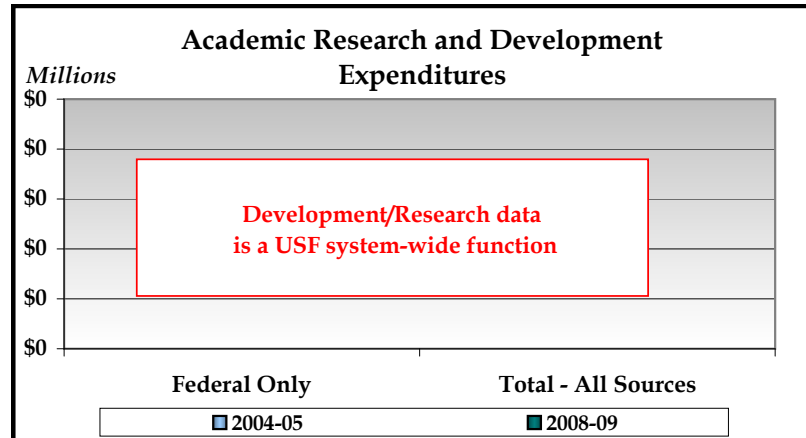 Academic Research and Development
Expenditures
Millions
$0
$0
$0
$0
$0
$0
Development/Research data
is a USF system-wide function
Federal Only
Total - All Sources
2004-05
2008-09